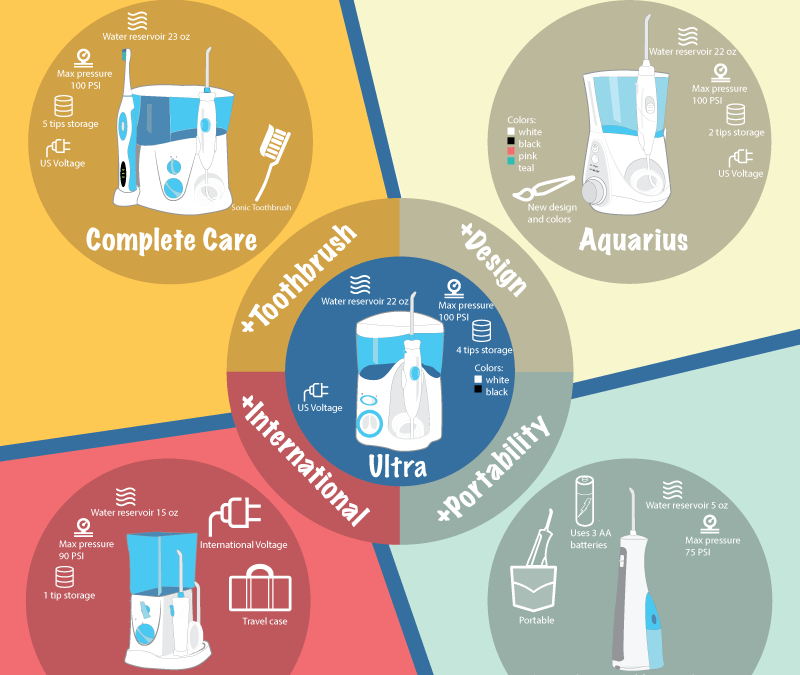 Water reservoir 23 oz
Max pressure
100 PSI
5 tips storage
US Voltage
Sonic Toothbrush
Complete Care
Water reservoir 22 oz
Max pressure
100 PSI
2 tips storage
US Voltage
Colors:
white
black
pink
teal
New design
and colors
Aquarius
+Toothbrush
+Design
+International
+Portability
Water reservoir 22 oz
Max pressure
100 PSI
4 tips storage
Colors:
white
black
US Voltage
Ultra
Water reservoir 15 oz
Max pressure
90 PSI
1 tip storage
International Voltage
Travel case
Uses 3 AA
batteries
Water reservoir 5 oz
Max pressure
75 PSI
Portable